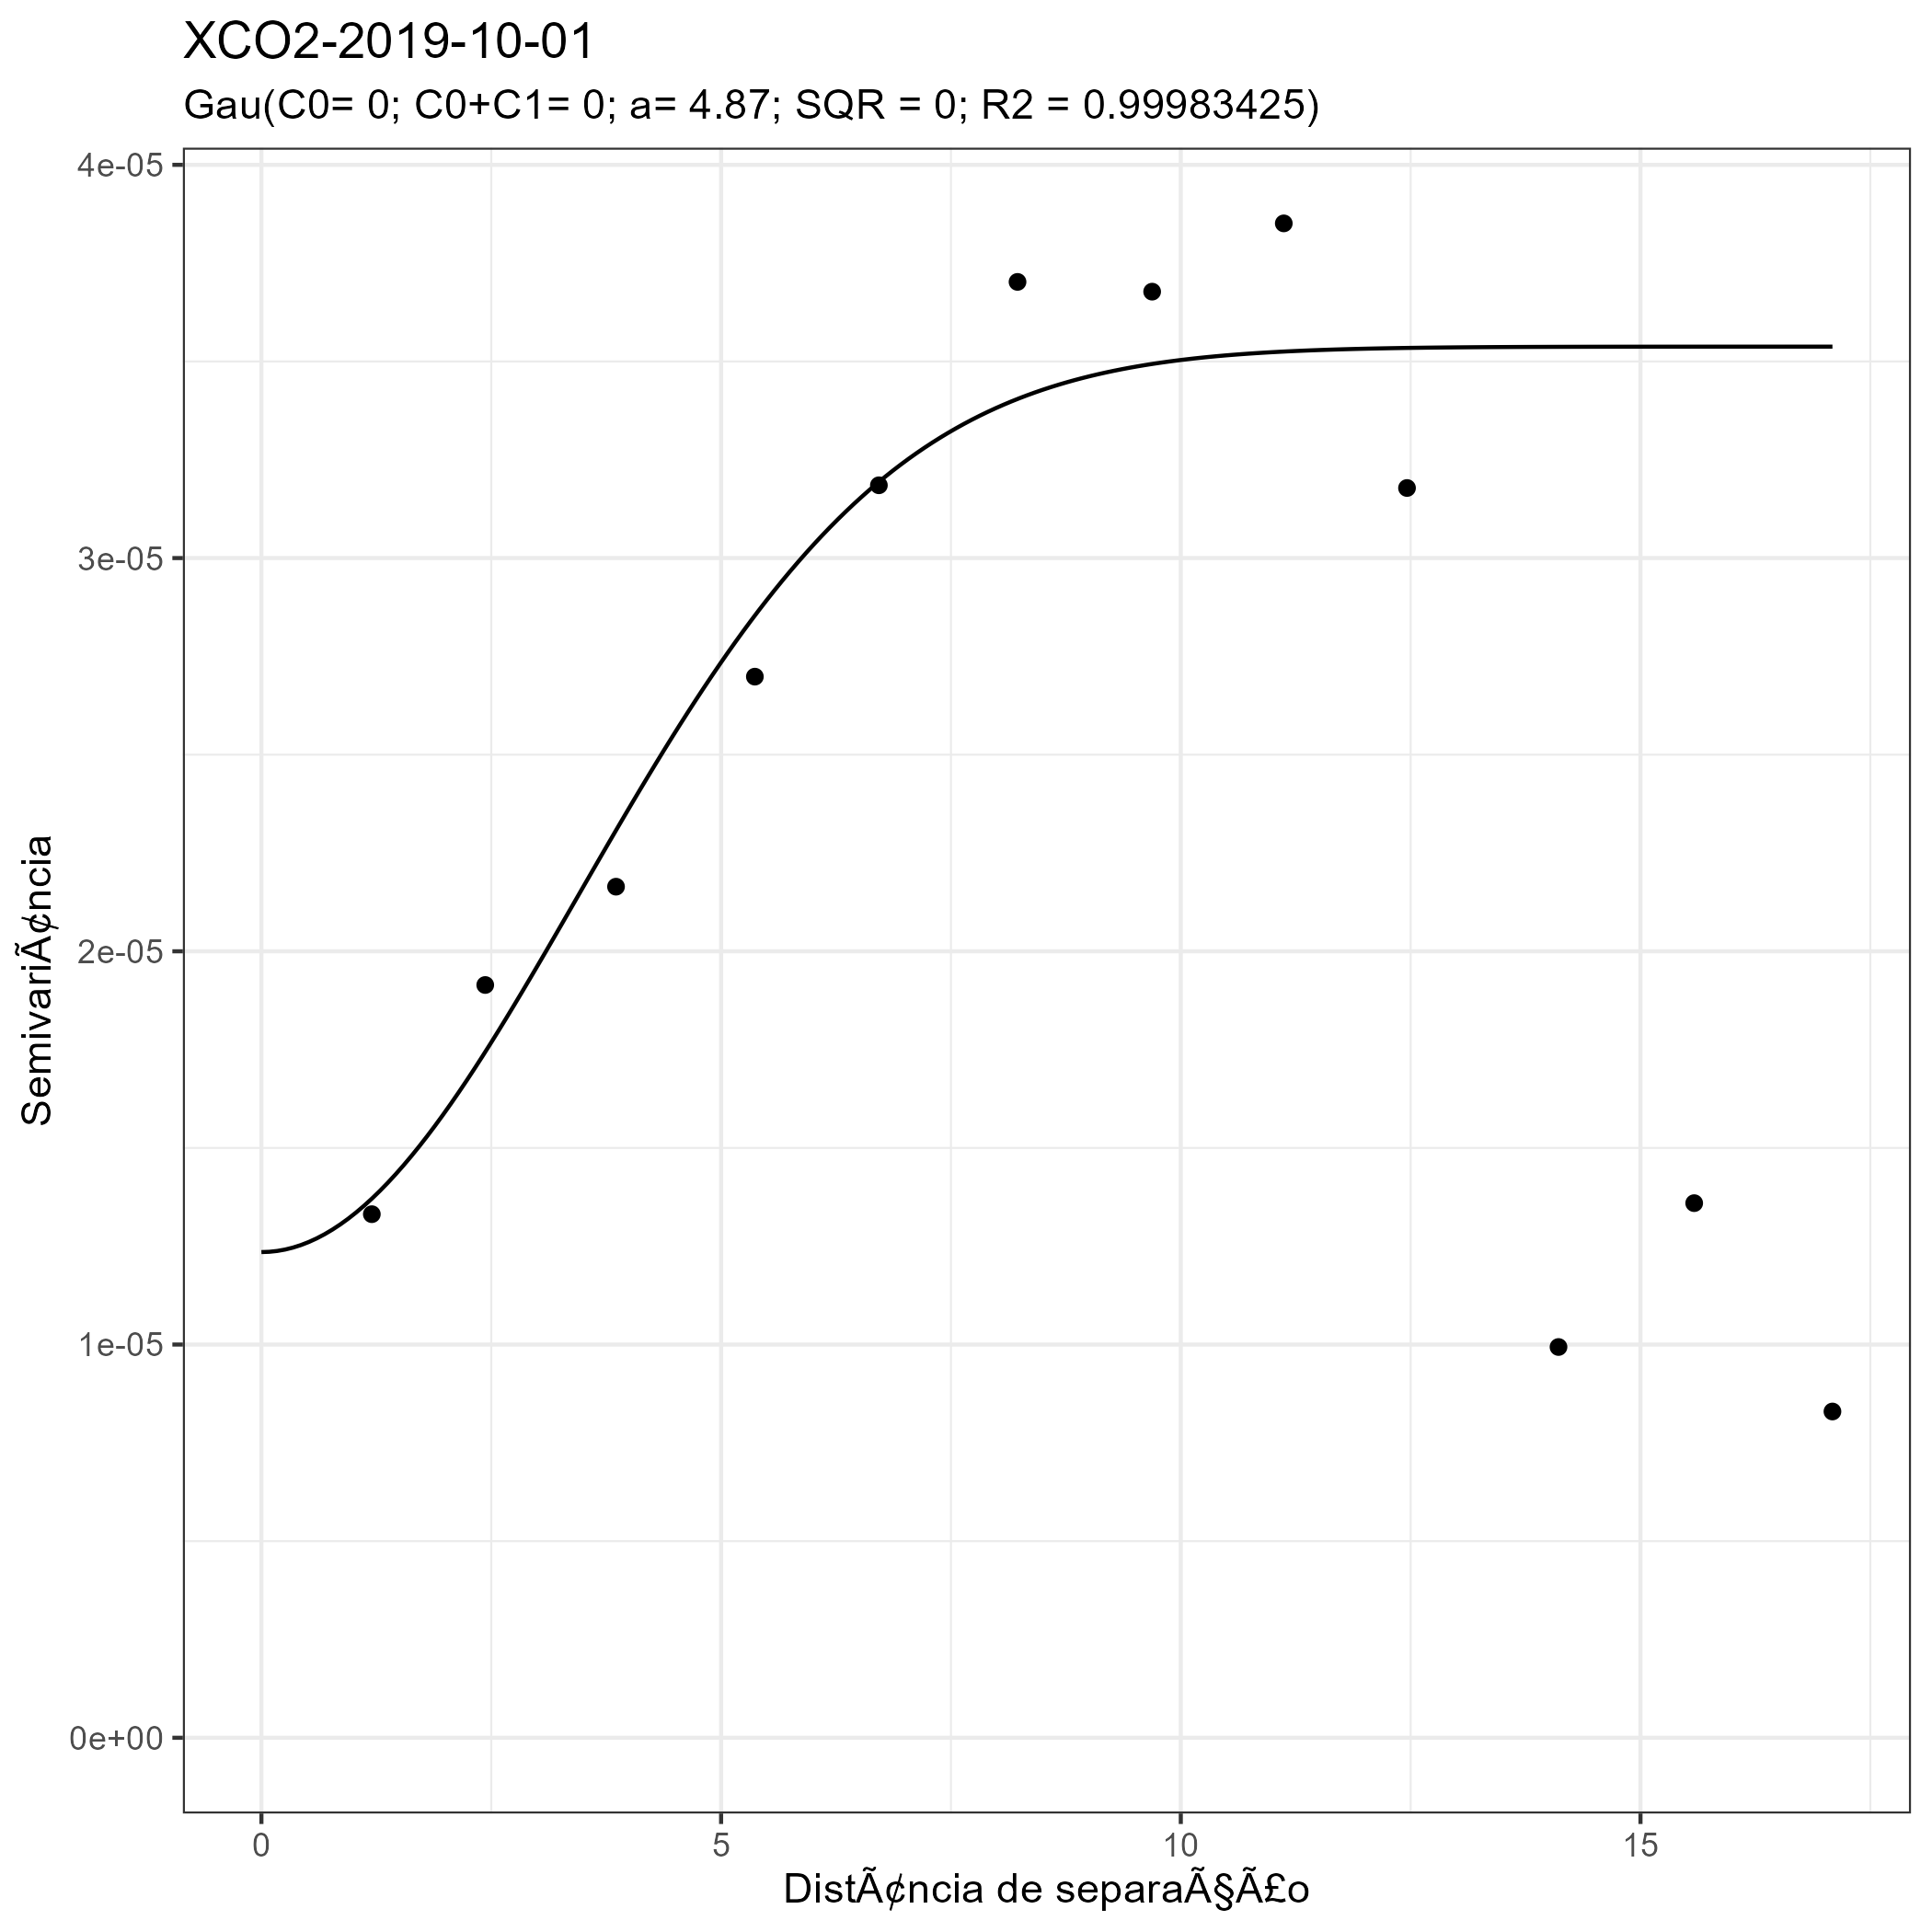 XCO2-2019-10-01
Gau(C0= 0; C0+C1= 0; a= 4.87; SQR = 0; R2 = 0.99983425)
4e-05
3e-05
2e-05
1e-05
0e+00
SemivariÃ¢ncia
0 5 10 15
DistÃ¢ncia de separaÃ§Ã£o